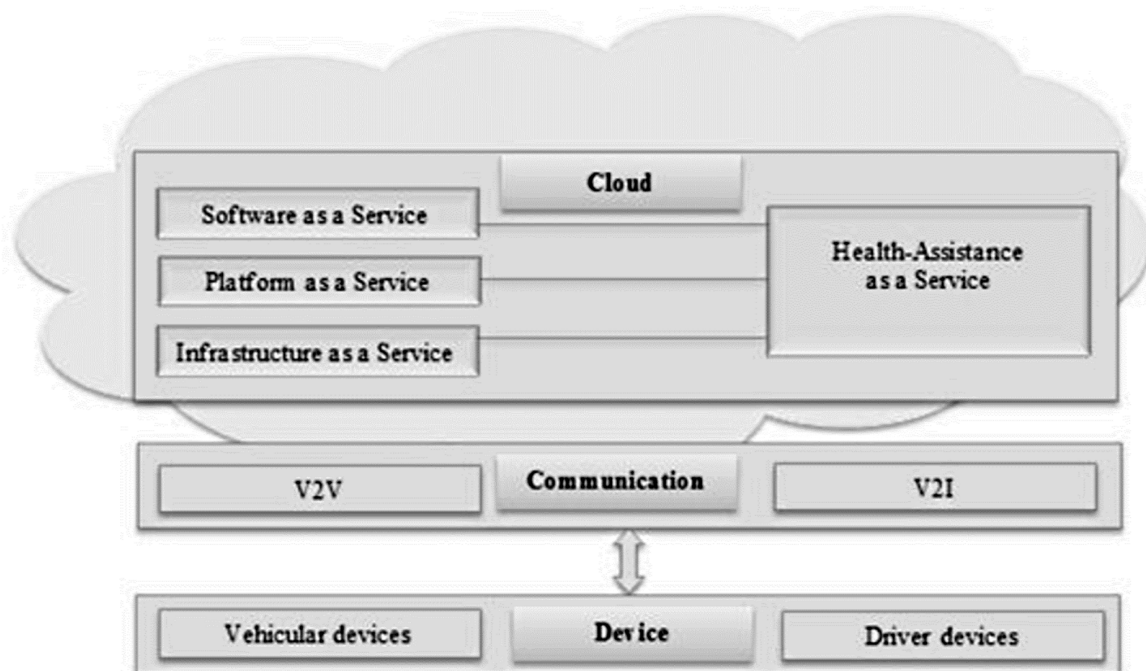 Cloud
Software as a Service
Platform as a Service
Infrastructure as a Service
Health-Assistance
as a Service
V2V
Communication
V2I
Vehicular devices
Device
Driver devices